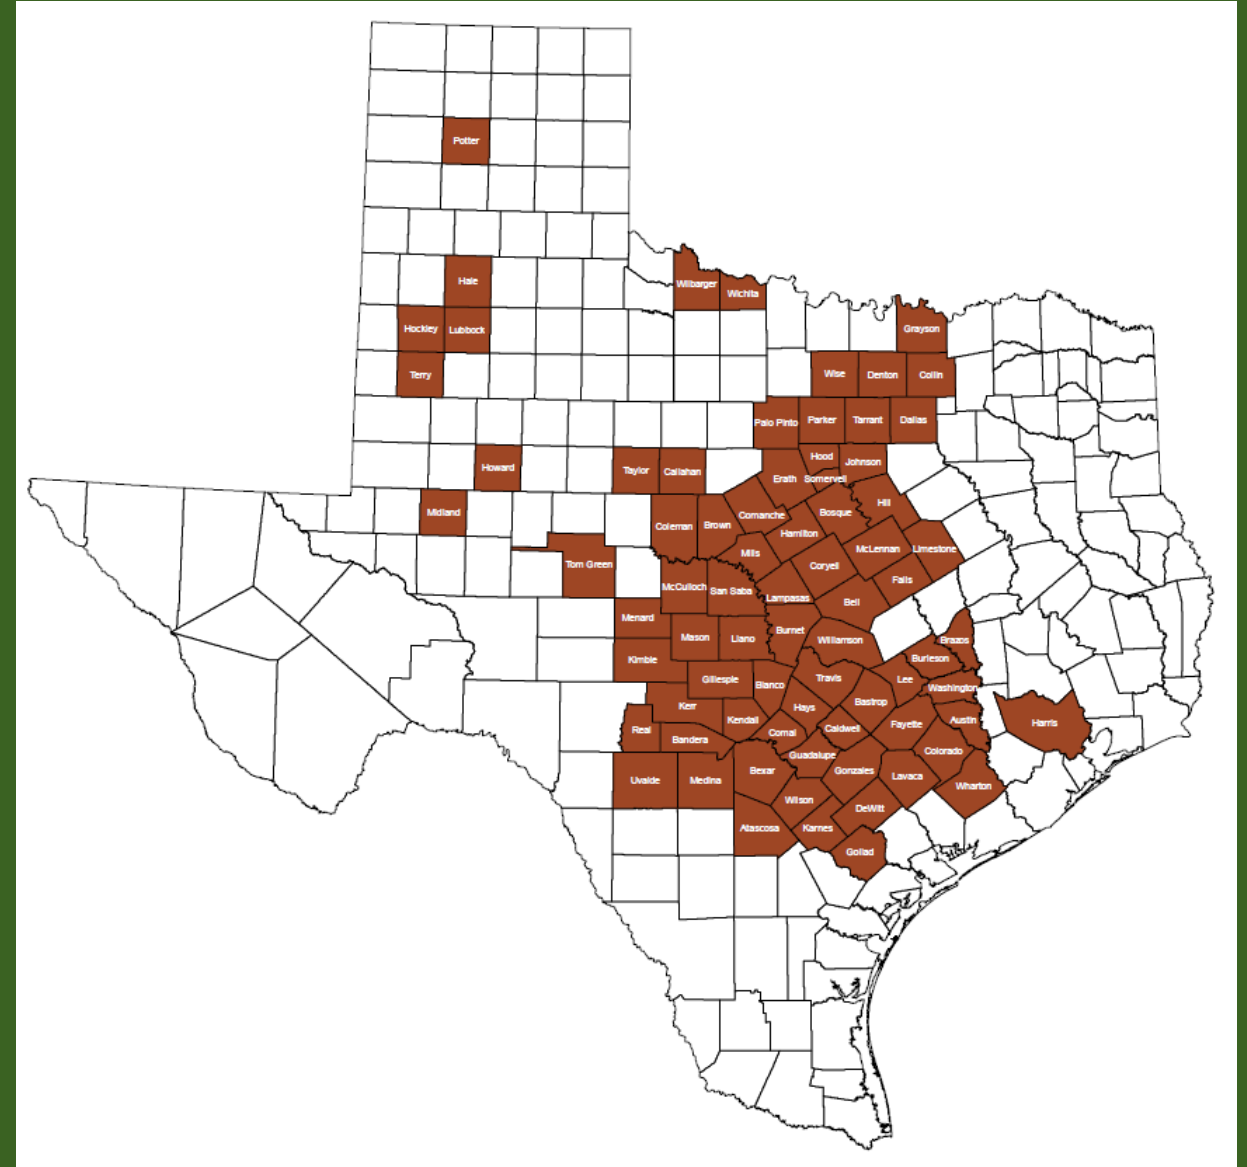 Potter
Hale
Wilbarger
Wichita
Hockley
Lubbock
Grayson
Terry
Wise
Denton
Collin
Palo Pinto
Parker
Tarrant
Dallas
Howard
Taylor
Callahan
Erath
Hood
Johnson
Somervell
Midland
Coleman
Brown
Comanche
Bosque
Hill
Hamilton
Mills
McLennan
Limestone
Tom Green
Coryell
McCulloch
San Saba
Lampasas
Falls
Bell
Menard
Mason
Llano
Burnet
Williamson
Brazos
Burleson
Kimble
Gillespie
Blanco
Travis
Lee
Washington
Kerr
Hays
Bastrop
Real
Kendall
Comal
Caldwell
Fayette
Austin
Harris
Bandera
Guadalupe
Colorado
Uvalde
Medina
Bexar
Gonzales
Lavaca
Wharton
Wilson
DeWitt
Atascosa
Karnes
Goliad